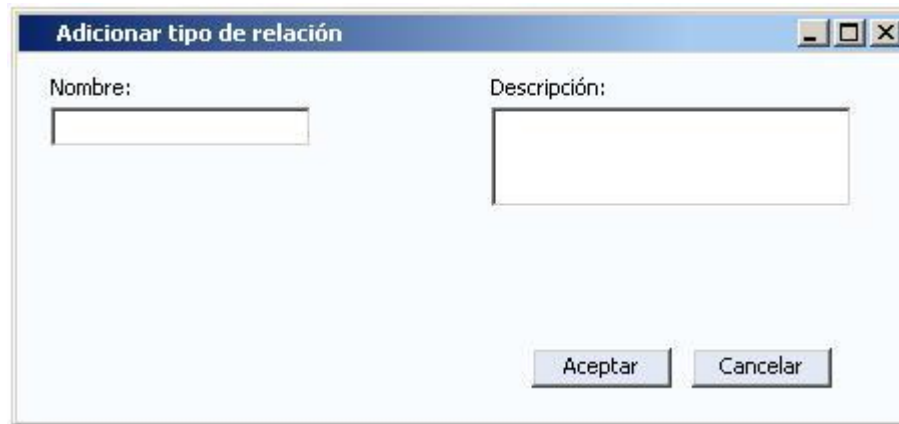 Adicionar tipo de relación
Nombre:
Descripción:
Aceptar
Cancelar